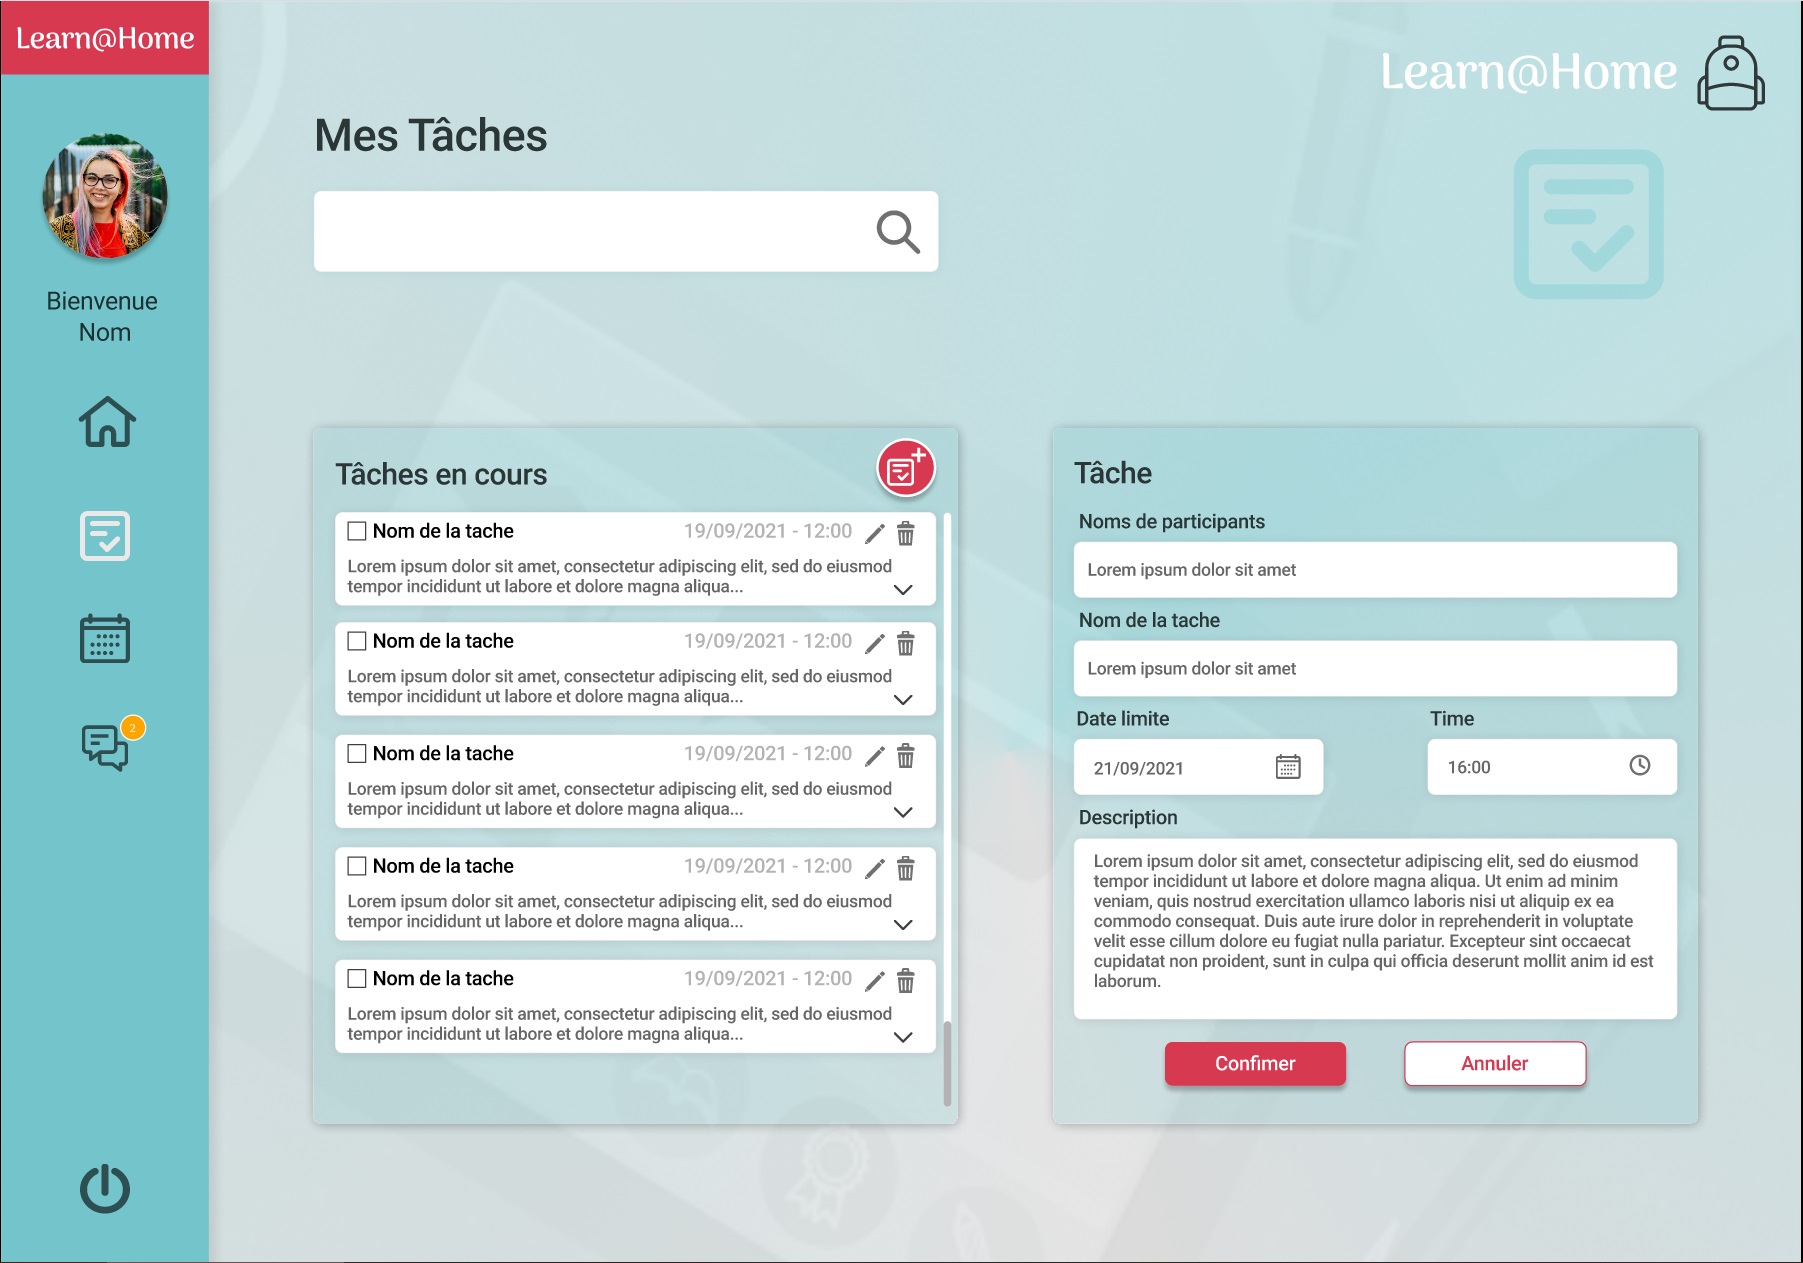 Learn@Home
Learn@Home
Bienvenue
Nom
2
Mes Tâches
Tâches en cours
Nom de la tache 19/09/2021 - 12:00
Lorem ipsum dolor sit amet, consectetur adipiscing elit, sed do eiusmod
tempor incididunt ut labore et dolore magna aliqua...
Nom de la tache 19/09/2021 - 12:00
Lorem ipsum dolor sit amet, consectetur adipiscing elit, sed do eiusmod
tempor incididunt ut labore et dolore magna aliqua...
Nom de la tache 19/09/2021 - 12:00
Lorem ipsum dolor sit amet, consectetur adipiscing elit, sed do eiusmod
tempor incididunt ut labore et dolore magna aliqua...
Nom de la tache 19/09/2021 - 12:00
Lorem ipsum dolor sit amet, consectetur adipiscing elit, sed do eiusmod
tempor incididunt ut labore et dolore magna aliqua...
Nom de la tache 19/09/2021 - 12:00
Lorem ipsum dolor sit amet, consectetur adipiscing elit, sed do eiusmod
tempor incididunt ut labore et dolore magna aliqua...
Tâche
Noms de participants
Lorem ipsum dolor sit amet
Nom de la tache
Lorem ipsum dolor sit amet
Date limite Time
21/09/2021 16:00
Description
Lorem ipsum dolor sit amet, consectetur adipiscing elit, sed do eiusmod
tempor incididunt ut labore et dolore magna aliqua. Ut enim ad minim
veniam, quis nostrud exercitation ullamco laboris nisi ut aliquip ex ea
commodo consequat. Duis aute irure dolor in reprehenderit in voluptate
velit esse cillum dolore eu fugiat nulla pariatur. Excepteur sint occaecat
cupidatat non proident, sunt in culpa qui officia deserunt mollit anim id est
laborum.
Confimer Annuler